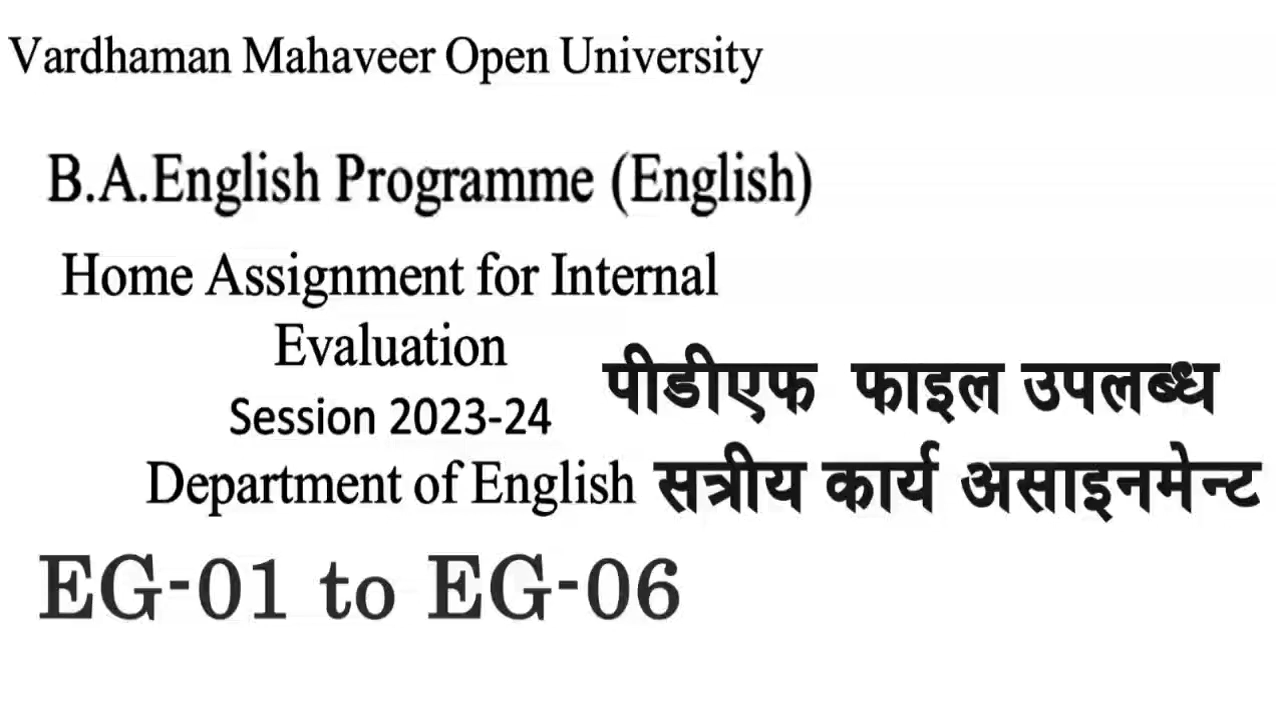 Vardhaman Mahaveer Open University
B.A.English Programme (English)
Home Assignment for Internal
Evaluation
Session 2023-24
पीडीएफ फाइल उपलब्ध
Department of English
सत्रीय कार्य असाइनमेन्ट
EG-01 to EG-06